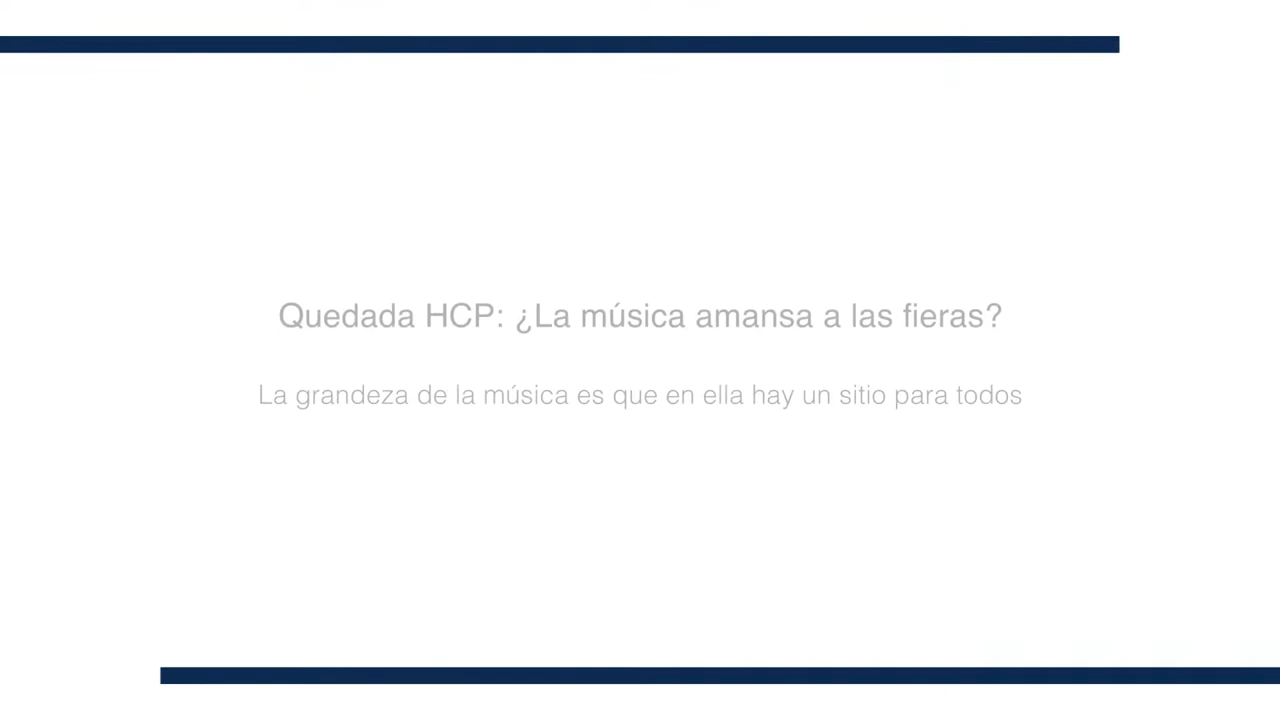 Quedada HCP: ¿La música amansa a las fieras?
La grandeza de la música es que en ella hay un sitio para todos